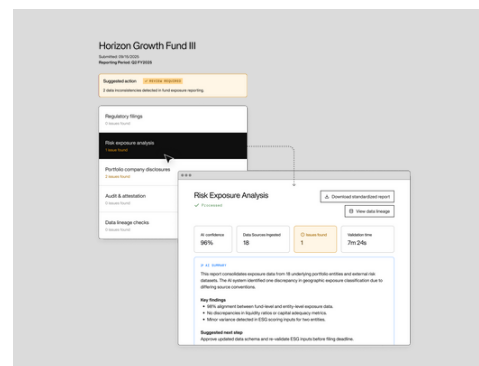 Horizon Growth Fund III
Submitted: 09/15/2025
Reporting Period: Q3 FY2025
Suggested action
REVIEW REQUIRED
2 data inconsistencies detected in fund exposure reporting.
Regulatory filings
0 issues found
Risk exposure analysis
1 issue found
Portfolio company disclosures
2 issues found
Audit & attestation
0 issues found
Data lineage checks
0 issues found
Risk Exposure Analysis
Processed
Download standardized report
View data lineage
AI confidence
96%
Data Sources Ingested
18
Issues found
1
Validation time
7m 24s
AI SUMMARY
This report consolidates exposure data from 18 underlying portfolio entities and external risk
datasets. The AI system identified one discrepancy in geographic exposure classification due to
differing source conventions.
Key findings
• 98% alignment between fund-level and entity-level exposure data.
• No discrepancies in liquidity ratios or capital adequacy metrics.
• Minor variance detected in ESG scoring inputs for two entities.
Suggested next step
Approve updated data schema and re-validate ESG inputs before filing deadline.